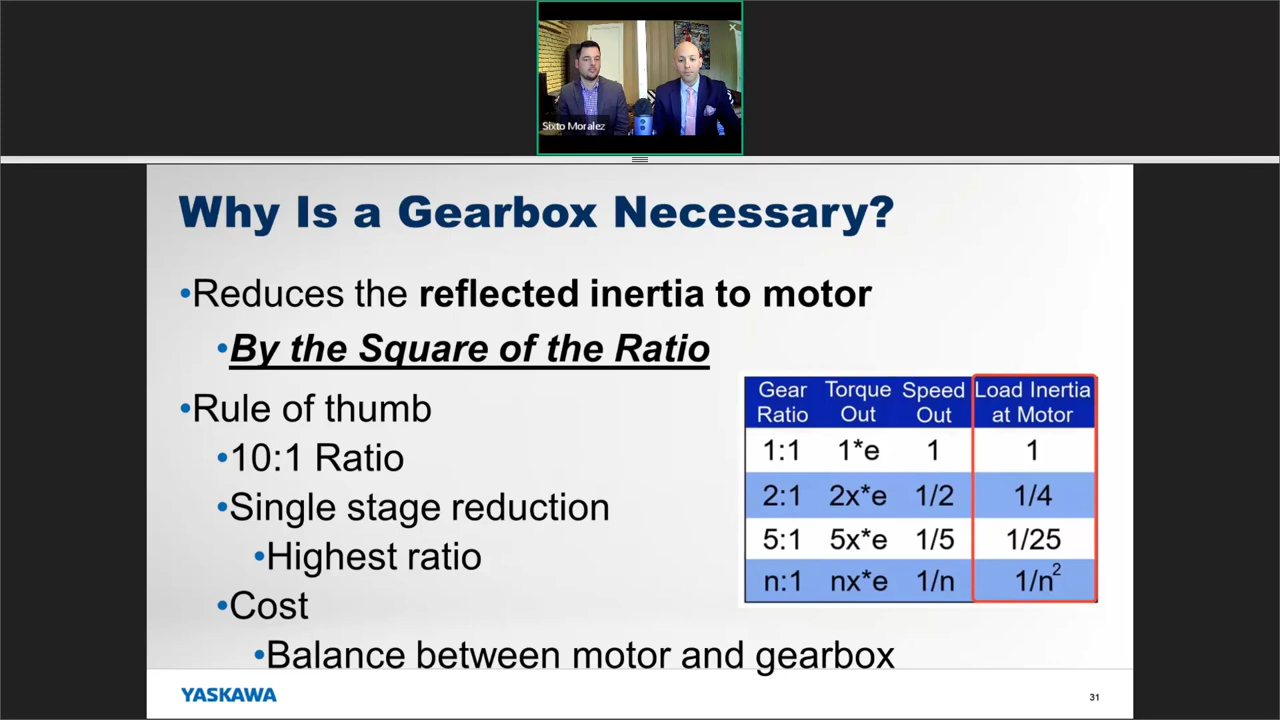 Sixto Moralez
Why Is a Gearbox Necessary?
•Reduces the reflected inertia to motor
•By the Square of the Ratio
•Rule of thumb
•10:1 Ratio
•Single stage reduction
•Highest ratio
•Cost
•Balance between motor and gearbox
Gear Ratio Torque Out Speed Out Load Inertia at Motor
1:1 1*e 1 1
2:1 2x*e 1/2 1/4
5:1 5x*e 1/5 1/25
n:1 nx*e 1/n 1/n²
YASKAWA
31